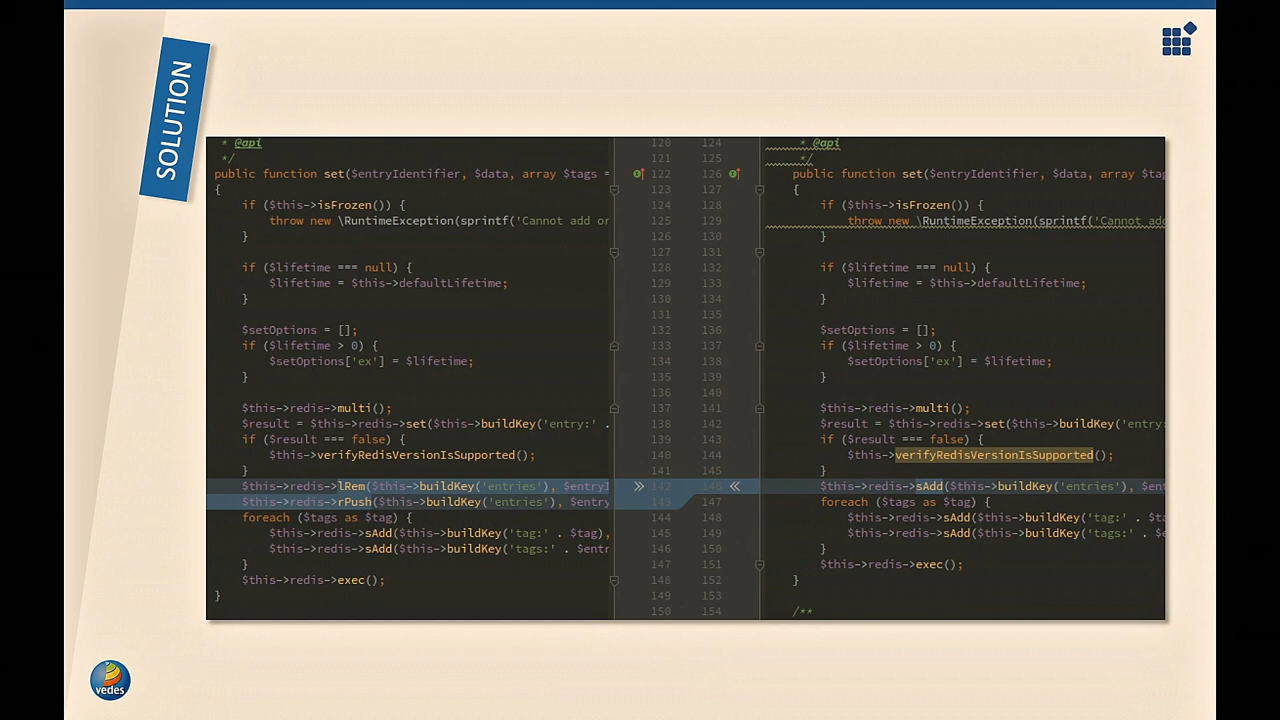 SOLUTION
* @api
*/
public function set($entryIdentifier, $data, array $tags =
{
if ($this->isFrozen()) {
throw new \RuntimeException(sprintf('Cannot add or
}
if ($lifetime === null) {
$lifetime = $this->defaultLifetime;
}
$setOptions = [];
if ($lifetime > 0) {
$setOptions['ex'] = $lifetime;
}
$this->redis->multi();
$result = $this->redis->set($this->buildKey('entry:' .
if ($result === false) {
$this->verifyRedisVersionIsSupported();
}
$this->redis->lRem($this->buildKey('entries'), $entryI
$this->redis->rPush($this->buildKey('entries'), $entry
foreach ($tags as $tag) {
$this->redis->sAdd($this->buildKey('tag:' . $tag),
$this->redis->sAdd($this->buildKey('tags:' . $entr
}
$this->redis->exec();
}
120 124
121 125
122 126
123 127
124 128
125 129
126 130
127 131
128 132
129 133
130 134
131 135
132 136
133 137
134 138
135 139
136 140
137 141
138 142
139 143
140 144
141 145
142 146
143 147
144 148
145 149
146 150
147 151
148 152
149 153
150 154
* @api
*/
public function set($entryIdentifier, $data, array $tag
{
if ($this->isFrozen()) {
throw new \RuntimeException(sprintf('Cannot add
}
if ($lifetime === null) {
$lifetime = $this->defaultLifetime;
}
$setOptions = [];
if ($lifetime > 0) {
$setOptions['ex'] = $lifetime;
}
$this->redis->multi();
$result = $this->redis->set($this->buildKey('entry:
if ($result === false) {
$this->verifyRedisVersionIsSupported();
}
$this->redis->sAdd($this->buildKey('entries'), $ent
foreach ($tags as $tag) {
$this->redis->sAdd($this->buildKey('tag:' . $ta
$this->redis->sAdd($this->buildKey('tags:' . $e
}
$this->redis->exec();
}
/**
vedes